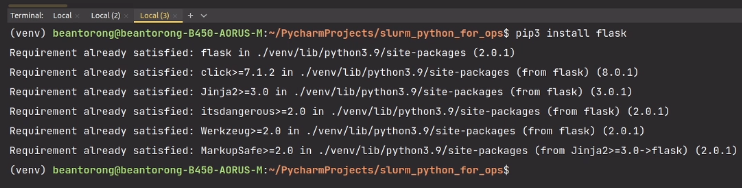 Terminal: Local × Local (2) × Local (3) × +
(venv) beantorong@beantorong-B450-AORUS-M:~/PycharmProjects/slurm_python_for_ops$ pip3 install flask
Requirement already satisfied: flask in ./venv/lib/python3.9/site-packages (2.0.1)
Requirement already satisfied: click>=7.1.2 in ./venv/lib/python3.9/site-packages (from flask) (8.0.1)
Requirement already satisfied: Jinja2>=3.0 in ./venv/lib/python3.9/site-packages (from flask) (3.0.1)
Requirement already satisfied: itsdangerous>=2.0 in ./venv/lib/python3.9/site-packages (from flask) (2.0.1)
Requirement already satisfied: Werkzeug>=2.0 in ./venv/lib/python3.9/site-packages (from flask) (2.0.1)
Requirement already satisfied: MarkupSafe>=2.0 in ./venv/lib/python3.9/site-packages (from Jinja2>=3.0->flask) (2.0.1)
(venv) beantorong@beantorong-B450-AORUS-M:~/PycharmProjects/slurm_python_for_ops$